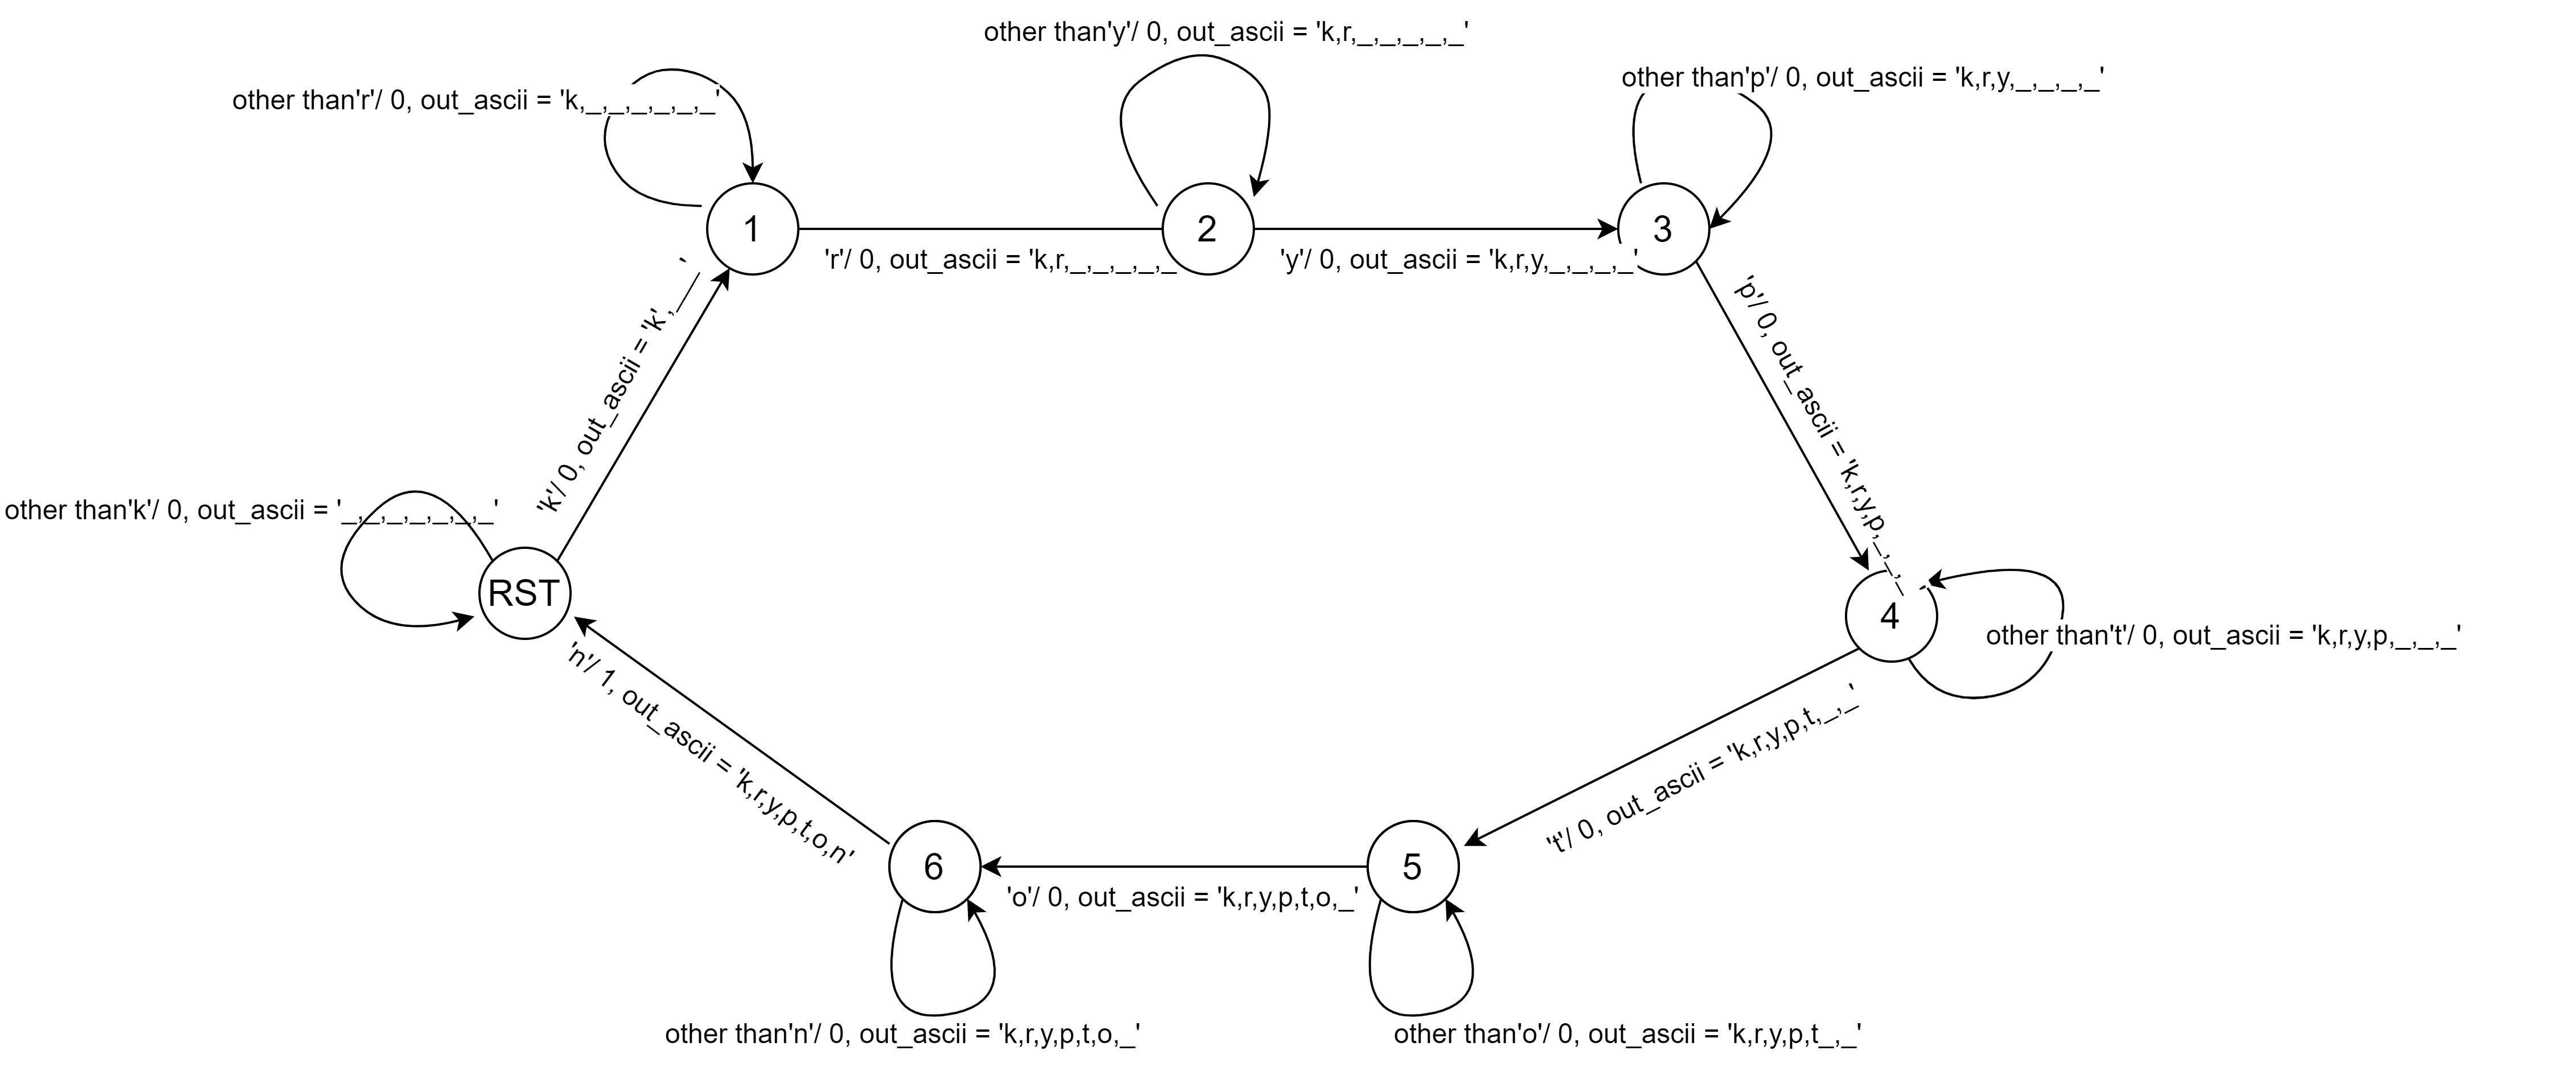 other than'y'/ 0, out_ascii = 'k,r,_,_,_,_,_'
other than'p'/ 0, out_ascii = 'k,r,y,_,_,_,_'
other than'r'/ 0, out_ascii = 'k,_,_,_,_,_,_'
1
2
3
'r'/ 0, out_ascii = 'k,r,_,_,_,_,_
'y'/ 0, out_ascii = 'k,r,y,_,_,_,_'
'k'/ 0, out_ascii = 'k',____'
'p'/ 0, out_ascii = 'k,r,y,p,_,_,_'
other than'k'/ 0, out_ascii = '_,_,_,_,_,_,_'
RST
4
other than't'/ 0, out_ascii = 'k,r,y,p,_,_,_'
'n'/ 1, out_ascii = 'k,r,y,p,t,o,n'
't'/ 0, out_ascii = 'k,r,y,p,t,_,_'
6
5
'o'/ 0, out_ascii = 'k,r,y,p,t,o,_'
other than'n'/ 0, out_ascii = 'k,r,y,p,t,o,_'
other than'o'/ 0, out_ascii = 'k,r,y,p,t_,_'